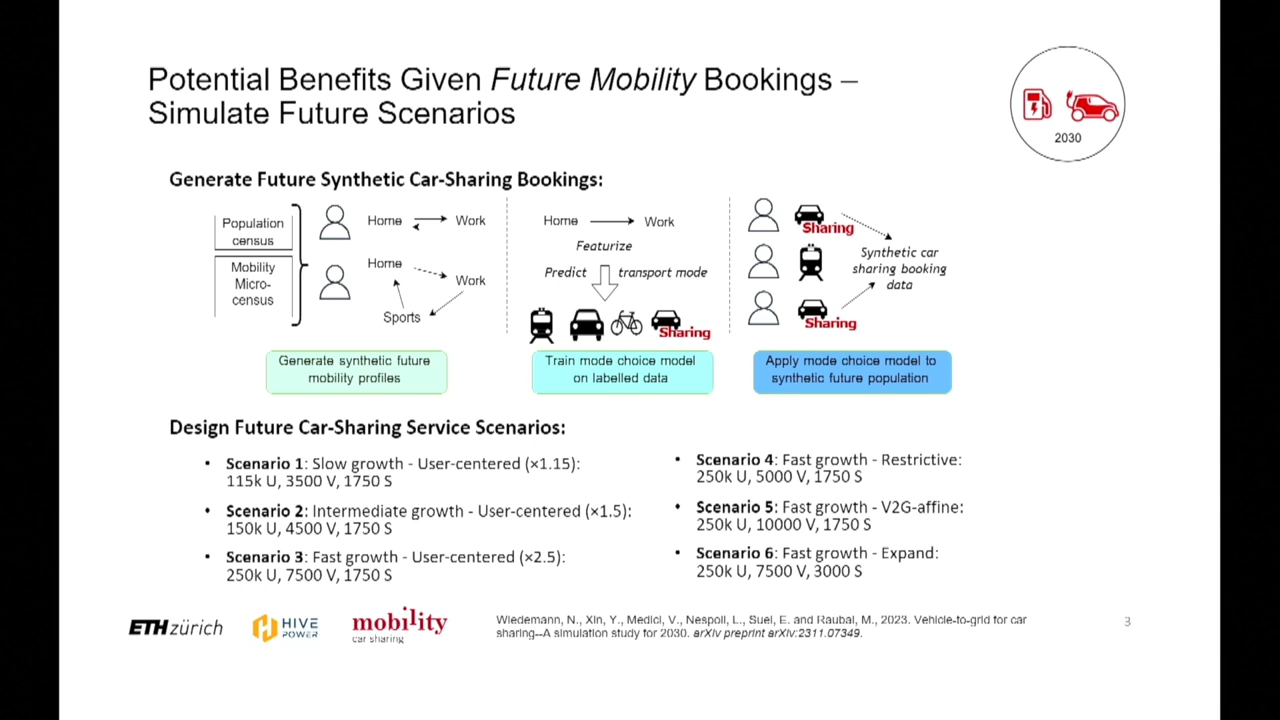 Potential Benefits Given Future Mobility Bookings –
Simulate Future Scenarios
2030
Generate Future Synthetic Car-Sharing Bookings:
Population
census
Mobility
Micro-
census
Home
Work
Home
Work
Sports
Generate synthetic future
mobility profiles
Home
Work
Featurize
Predict
transport mode
Sharing
Train mode choice model
on labelled data
Sharing
Synthetic car
sharing booking
data
Sharing
Apply mode choice model to
synthetic future population
Design Future Car-Sharing Service Scenarios:
• Scenario 1: Slow growth - User-centered (×1.15):
115k U, 3500 V, 1750 S
• Scenario 2: Intermediate growth - User-centered (×1.5):
150k U, 4500 V, 1750 S
• Scenario 3: Fast growth - User-centered (×2.5):
250k U, 7500 V, 1750 S
• Scenario 4: Fast growth - Restrictive:
250k U, 5000 V, 1750 S
• Scenario 5: Fast growth - V2G-affine:
250k U, 10000 V, 1750 S
• Scenario 6: Fast growth - Expand:
250k U, 7500 V, 3000 S
ETH zürich
HIVE
POWER
mobility
car sharing
Wiedemann, N., Xin, Y., Medici, V., Nespoli, L., Suel, E. and Raubal, M., 2023. Vehicle-to-grid for car
sharing--A simulation study for 2030. arXiv preprint arXiv:2311.07349.
3